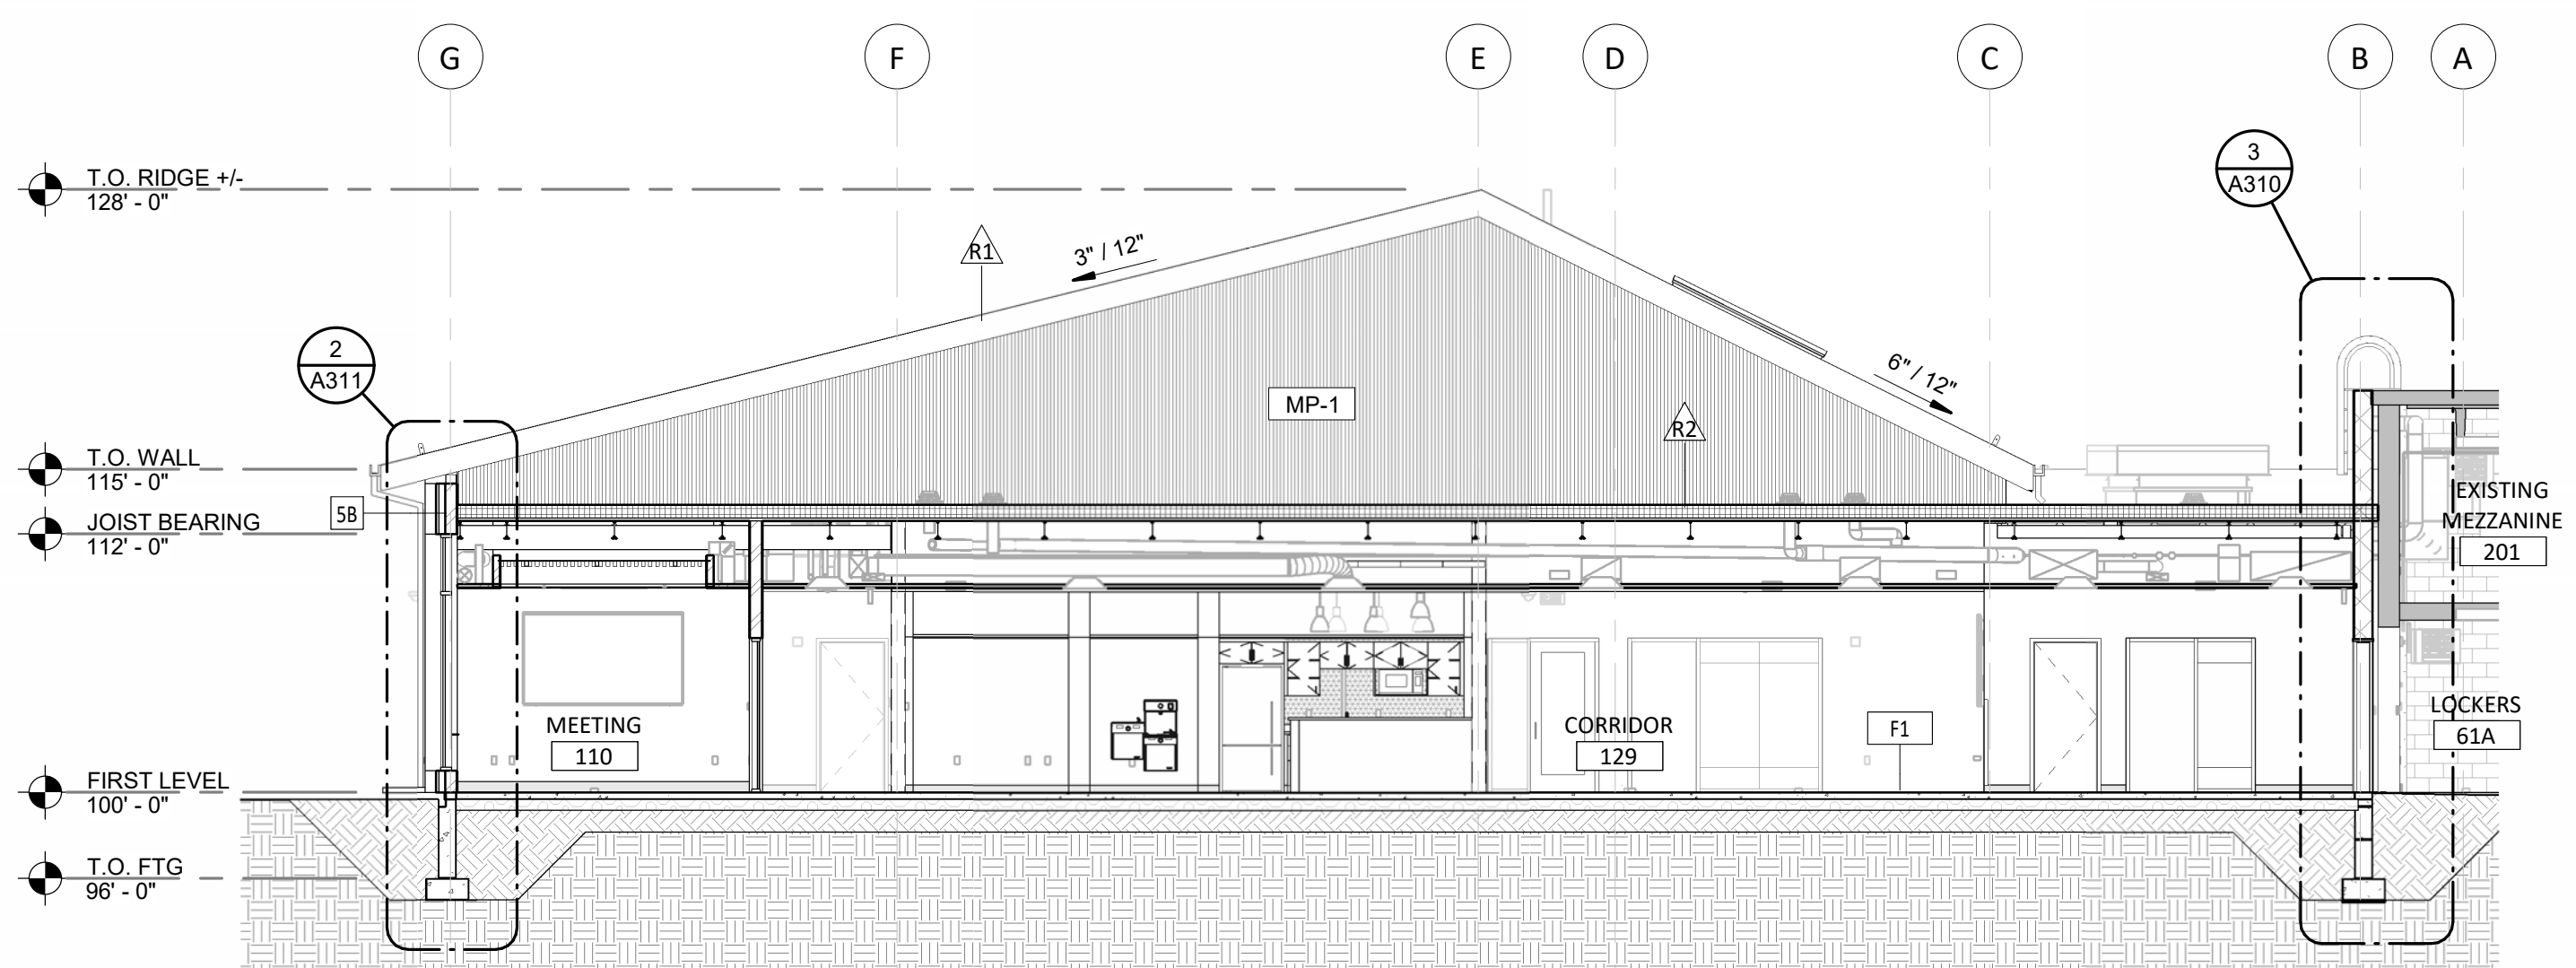 G
F
E
D
C
B
A
3
A310
T.O. RIDGE +/-
128' - 0"
R1
3" / 12"
2
A311
6" / 12"
MP-1
R2
T.O. WALL
115' - 0"
5B
JOIST BEARING
112' - 0"
EXISTING
MEZZANINE
201
MEETING
110
CORRIDOR
129
F1
LOCKERS
61A
FIRST LEVEL
100' - 0"
T.O. FTG
96' - 0"